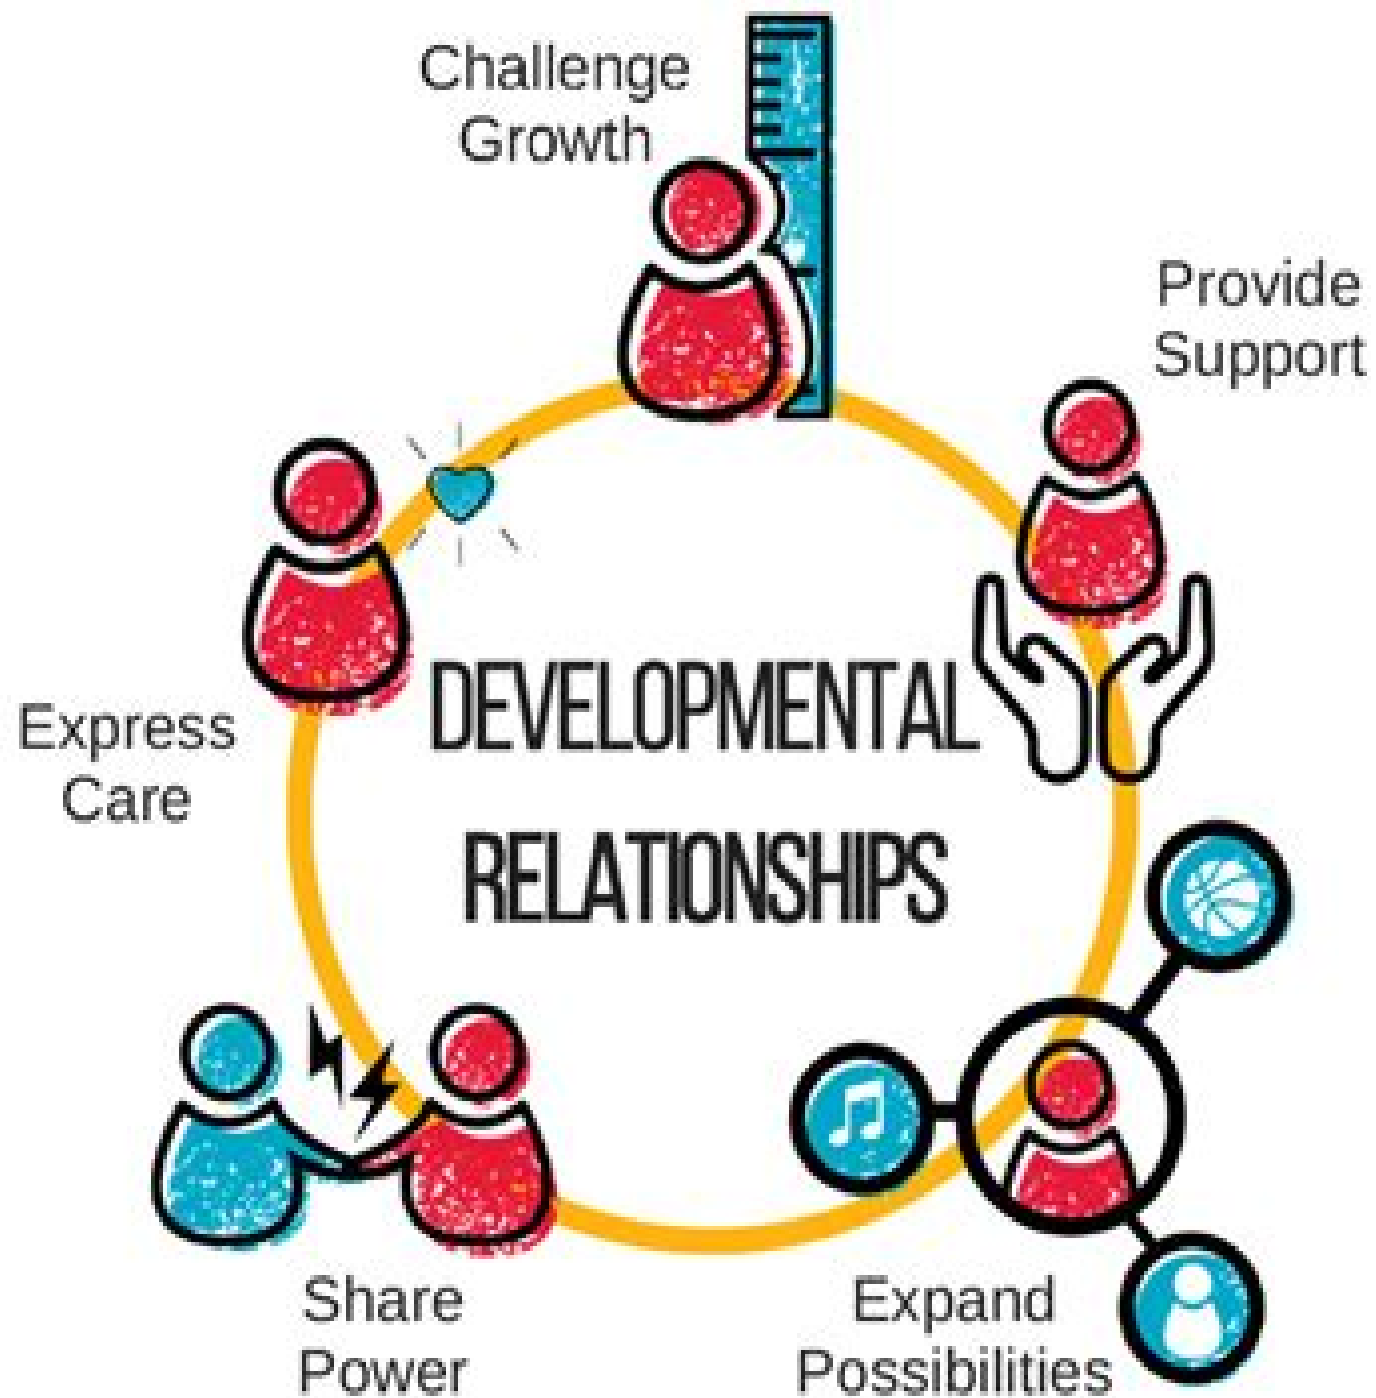 Challenge
Growth
Provide
Support
DEVELOPMENTAL
RELATIONSHIPS
Express
Care
Share
Power
Expand
Possibilities